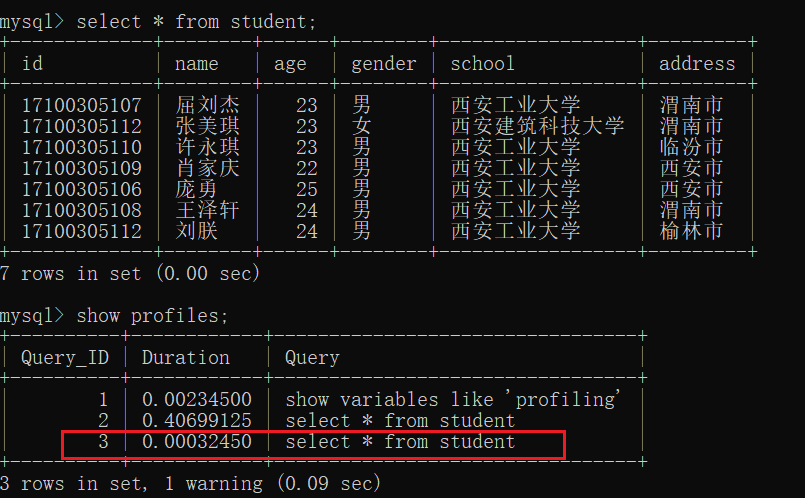 mysql> select * from student;
id | name | age | gender | school | address
17100305107 | 屈刘杰 | 23 | 男 | 西安工业大学 | 渭南市
17100305112 | 张美琪 | 23 | 女 | 西安建筑科技大学 | 渭南市
17100305110 | 许永琪 | 23 | 男 | 西安工业大学 | 临汾市
17100305109 | 肖家庆 | 22 | 男 | 西安工业大学 | 西安市
17100305106 | 庞勇 | 25 | 男 | 西安工业大学 | 西安市
17100305108 | 王泽轩 | 24 | 男 | 西安工业大学 | 渭南市
17100305112 | 刘朕 | 24 | 男 | 西安工业大学 | 榆林市
7 rows in set (0.00 sec)
mysql> show profiles;
Query_ID | Duration | Query
1 | 0.00234500 | show variables like 'profiling'
2 | 0.40699125 | select * from student
3 | 0.00032450 | select * from student
3 rows in set, 1 warning (0.09 sec)